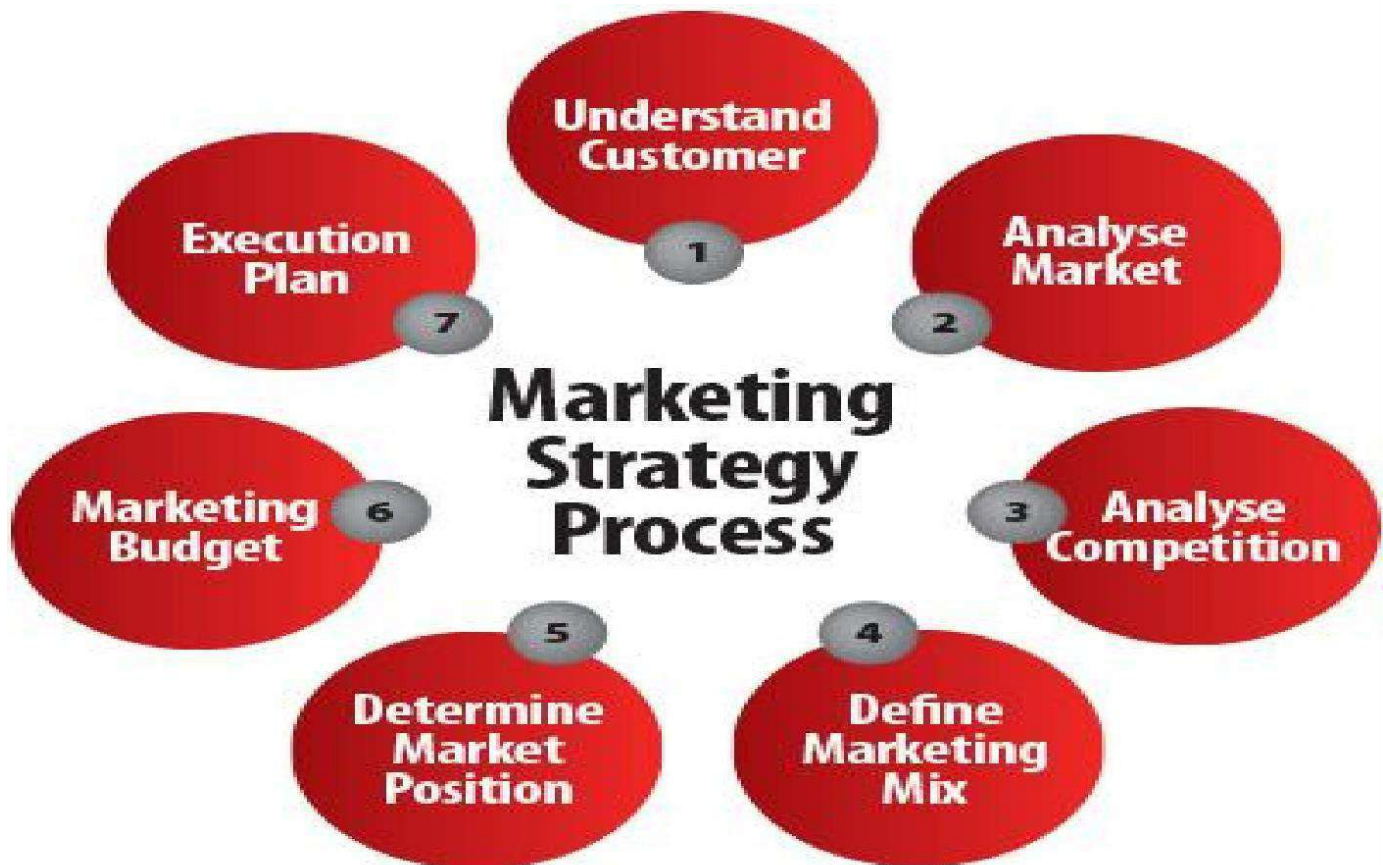 Marketing
Strategy
Process
Understand
Customer
1
Analyse
Market
2
Analyse
Competition
3
Define
Marketing
Mix
4
Determine
Market
Position
5
Marketing
Budget
6
Execution
Plan
7